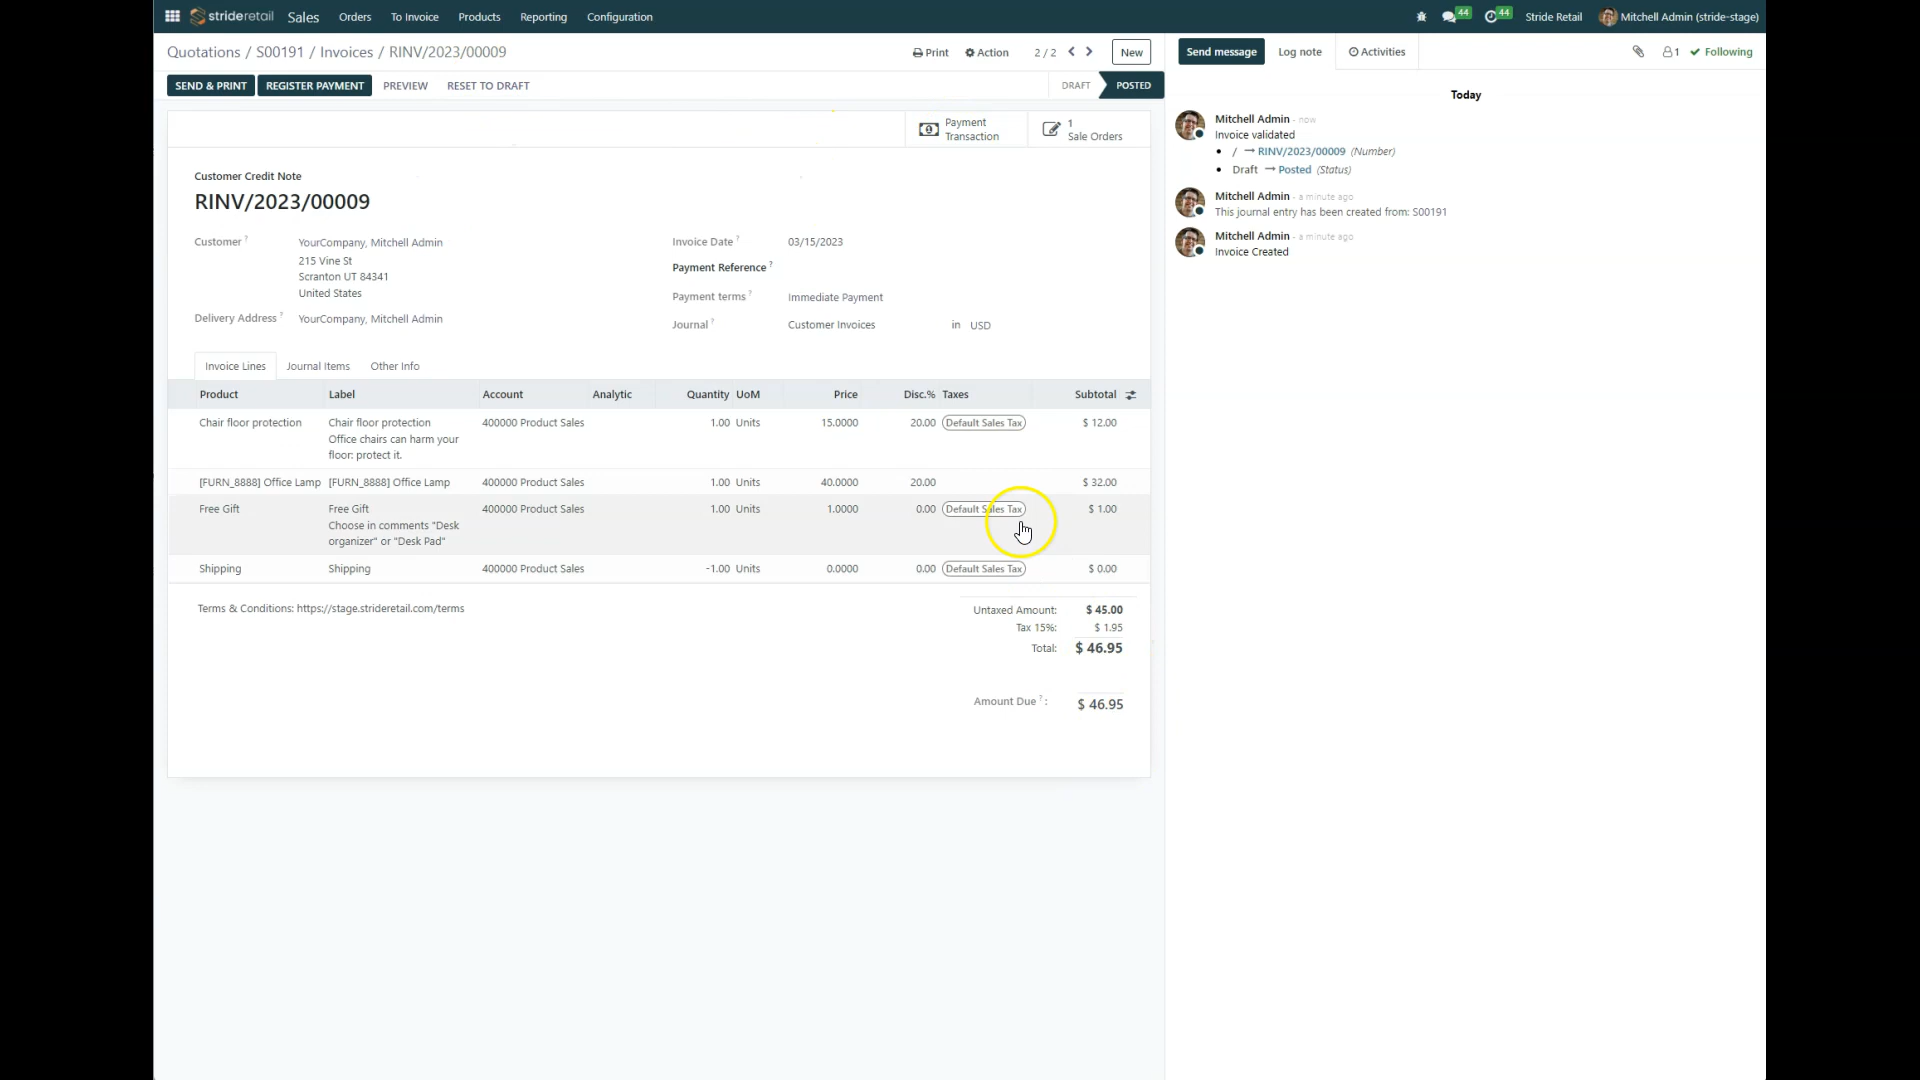 strideretail Sales Orders To Invoice Products Reporting Configuration 44 44 Stride Retail Mitchell Admin (stride-stage)
Quotations / S00191 / Invoices / RINV/2023/00009 Print Action 2 / 2 New
Send message Log note Activities 1 Following
SEND & PRINT REGISTER PAYMENT PREVIEW RESET TO DRAFT DRAFT POSTED
Payment Transaction
1 Sale Orders
Customer Credit Note
RINV/2023/00009
Customer ? YourCompany, Mitchell Admin
215 Vine St
Scranton UT 84341
United States
Delivery Address ? YourCompany, Mitchell Admin
Invoice Date ? 03/15/2023
Payment Reference ?
Payment terms ? Immediate Payment
Journal ? Customer Invoices in USD
Invoice Lines Journal Items Other Info
Product Label Account Analytic Quantity UoM Price Disc.% Taxes Subtotal
Chair floor protection Chair floor protection 400000 Product Sales 1.00 Units 15.0000 20.00 Default Sales Tax $ 12.00
Office chairs can harm your
floor: protect it.
[FURN_8888] Office Lamp [FURN_8888] Office Lamp 400000 Product Sales 1.00 Units 40.0000 20.00 $ 32.00
Free Gift Free Gift 400000 Product Sales 1.00 Units 1.0000 0.00 Default Sales Tax $ 1.00
Choose in comments "Desk
organizer" or "Desk Pad"
Shipping Shipping 400000 Product Sales -1.00 Units 0.0000 0.00 Default Sales Tax $ 0.00
Terms & Conditions: https://stage.strideretail.com/terms
Untaxed Amount: $ 45.00
Tax 15%: $ 1.95
Total: $ 46.95
Amount Due ? : $ 46.95
Today
Mitchell Admin - now
Invoice validated
/ → RINV/2023/00009 (Number)
Draft → Posted (Status)
Mitchell Admin - a minute ago
This journal entry has been created from: S00191
Mitchell Admin - a minute ago
Invoice Created